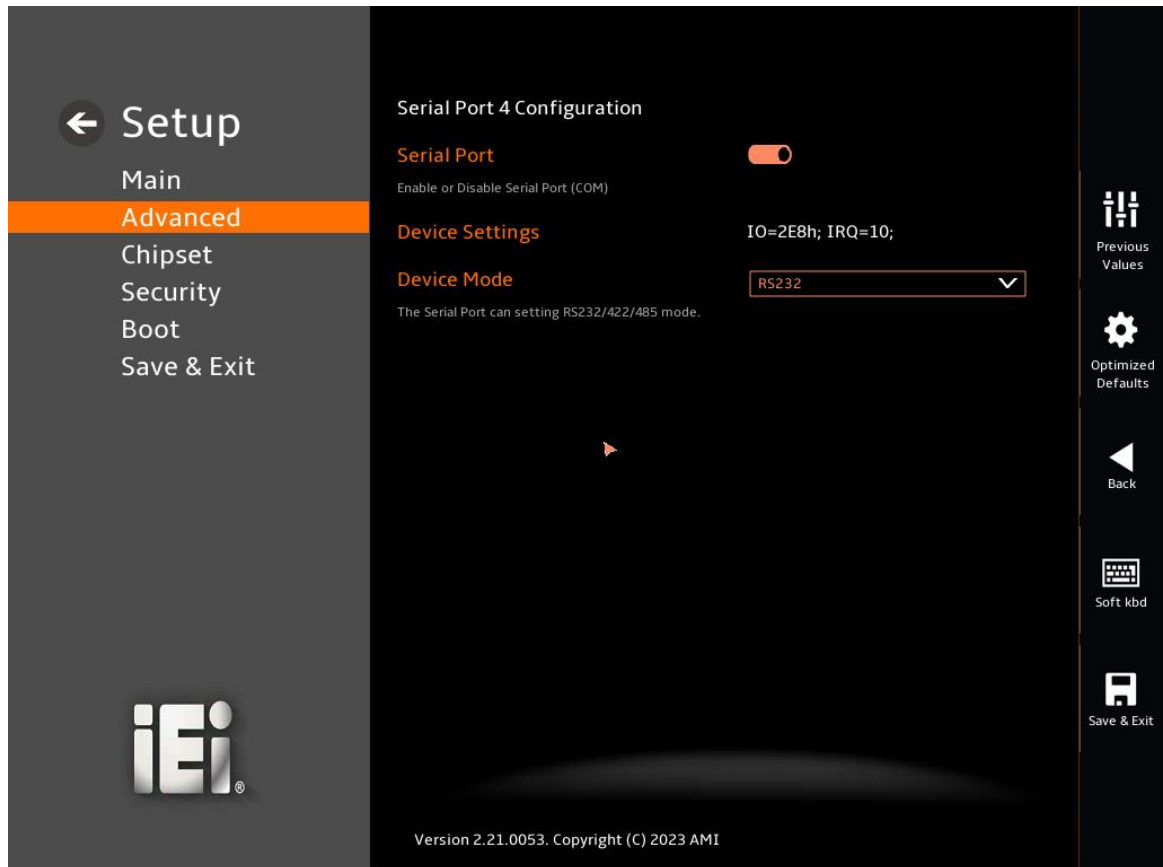 Setup
Main
Advanced
Chipset
Security
Boot
Save & Exit
iEi®
Serial Port 4 Configuration
Serial Port
Enable or Disable Serial Port (COM)
Device Settings IO=2E8h; IRQ=10;
Device Mode RS232
The Serial Port can setting RS232/422/485 mode.
Version 2.21.0053. Copyright (C) 2023 AMI
Previous
Values
Optimized
Defaults
Back
Soft kbd
Save & Exit